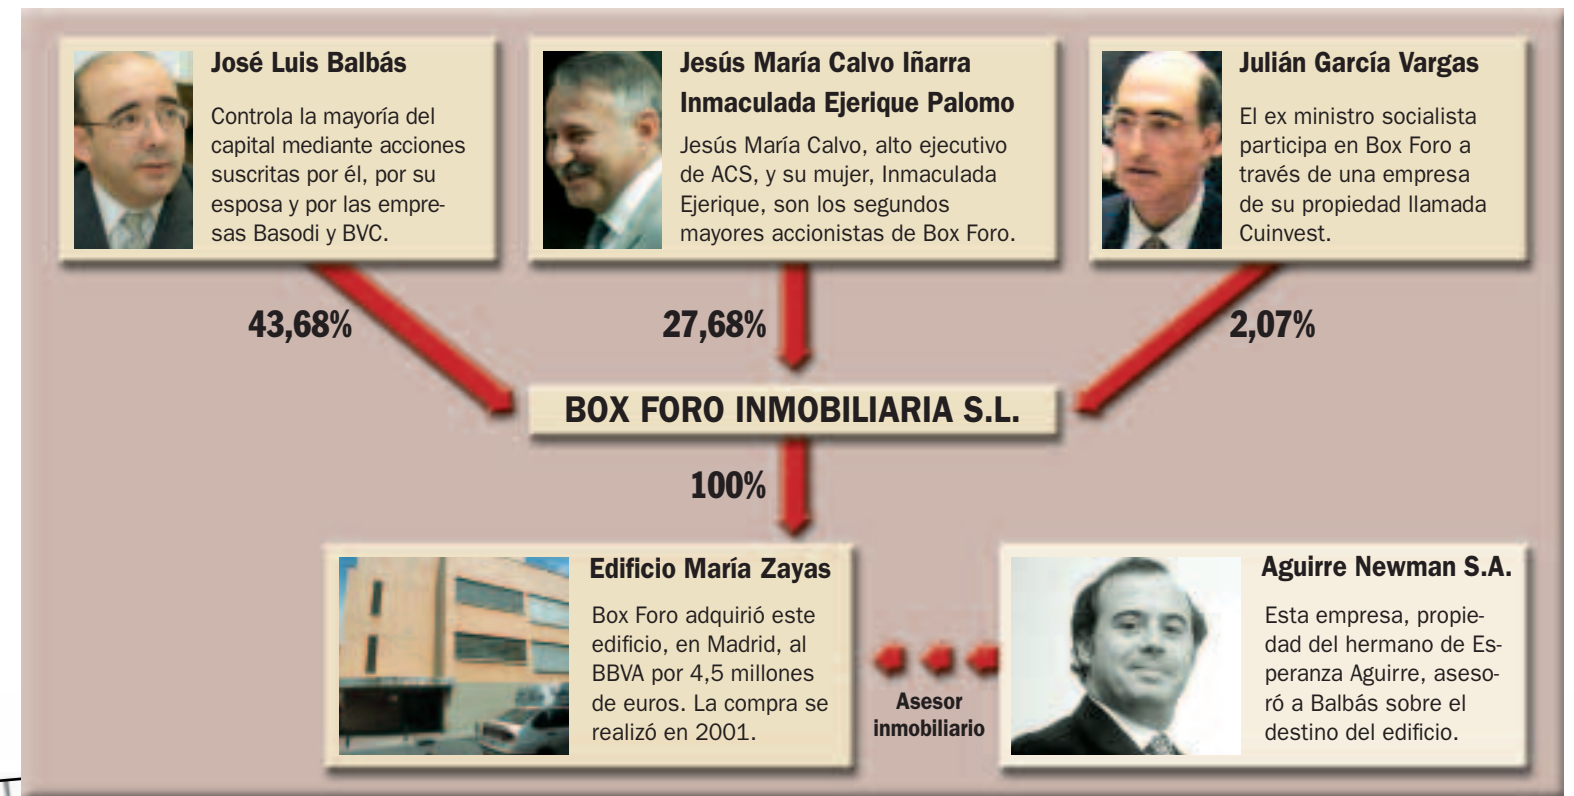 José Luis Balbás
Controla la mayoría del
capital mediante acciones
suscritas por él, por su
esposa y por las empre-
sas Basodi y BVC.
Jesús María Calvo Iñarra
Inmaculada Ejerique Palomo
Jesús María Calvo, alto ejecutivo
de ACS, y su mujer, Inmaculada
Ejerique, son los segundos
mayores accionistas de Box Foro.
Julián García Vargas
El ex ministro socialista
participa en Box Foro a
través de una empresa
de su propiedad llamada
Cuinvest.
43,68%
27,68%
2,07%
BOX FORO INMOBILIARIA S.L.
100%
Edificio María Zayas
Box Foro adquirió este
edificio, en Madrid, al
BBVA por 4,5 millones
de euros. La compra se
realizó en 2001.
Asesor
inmobiliario
Aguirre Newman S.A.
Esta empresa, propie-
dad del hermano de Es-
peranza Aguirre, aseso-
ró a Balbás sobre el
destino del edificio.